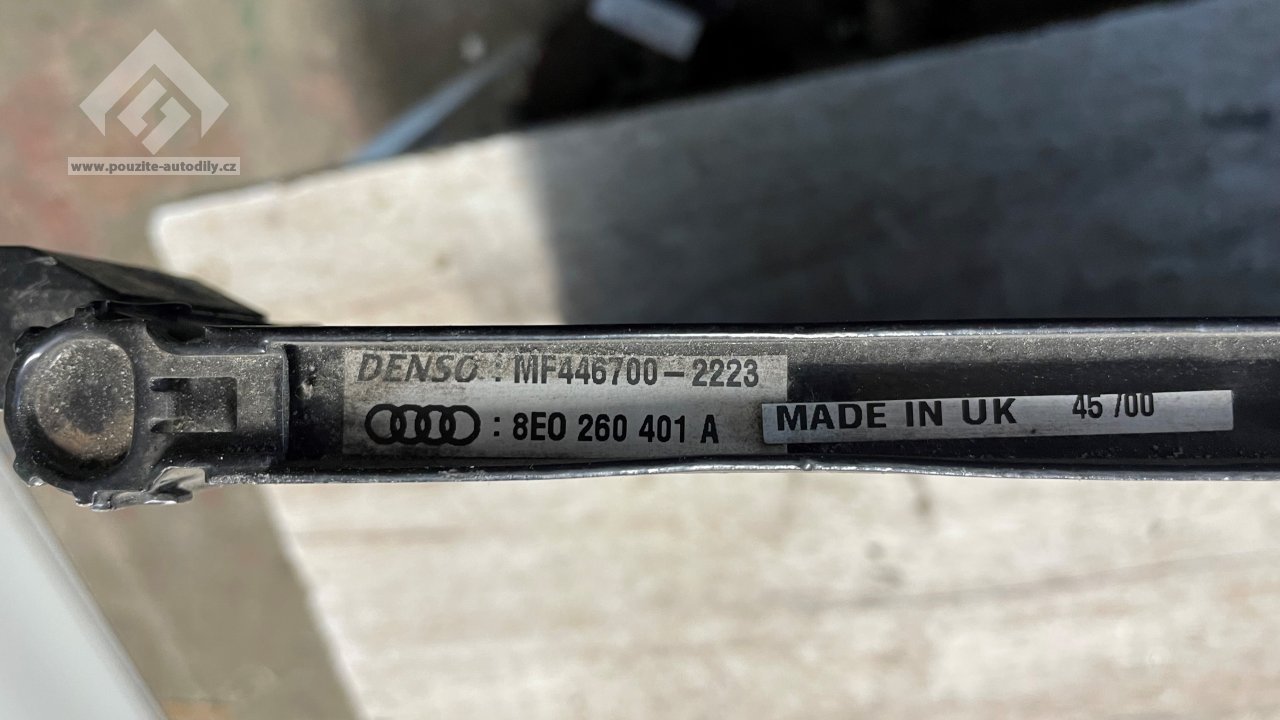 www.pouzite-autodily.cz
DENSO : MF446700-2223
: 8E0 260 401 A
MADE IN UK 45/00